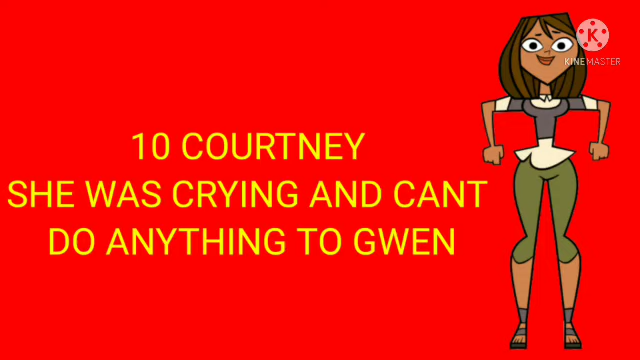 10 COURTNEY
SHE WAS CRYING AND CANT
DO ANYTHING TO GWEN
K
KINEMASTER